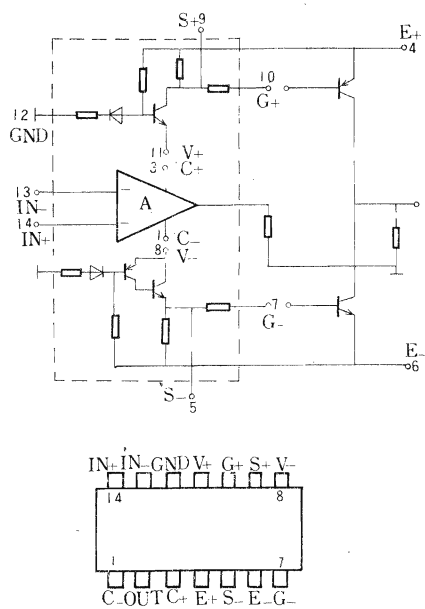 S+ 9
E+
4
10
G+
12
GND
11 V+
3 C+
13
IN-
A
14
IN+
1 C-
8 V-
7
G-
E-
6
S-
5
IN+ IN- GND V+ G+ S+ V-
14 8
1 7
C- OUT C+ E+ S- E- G-